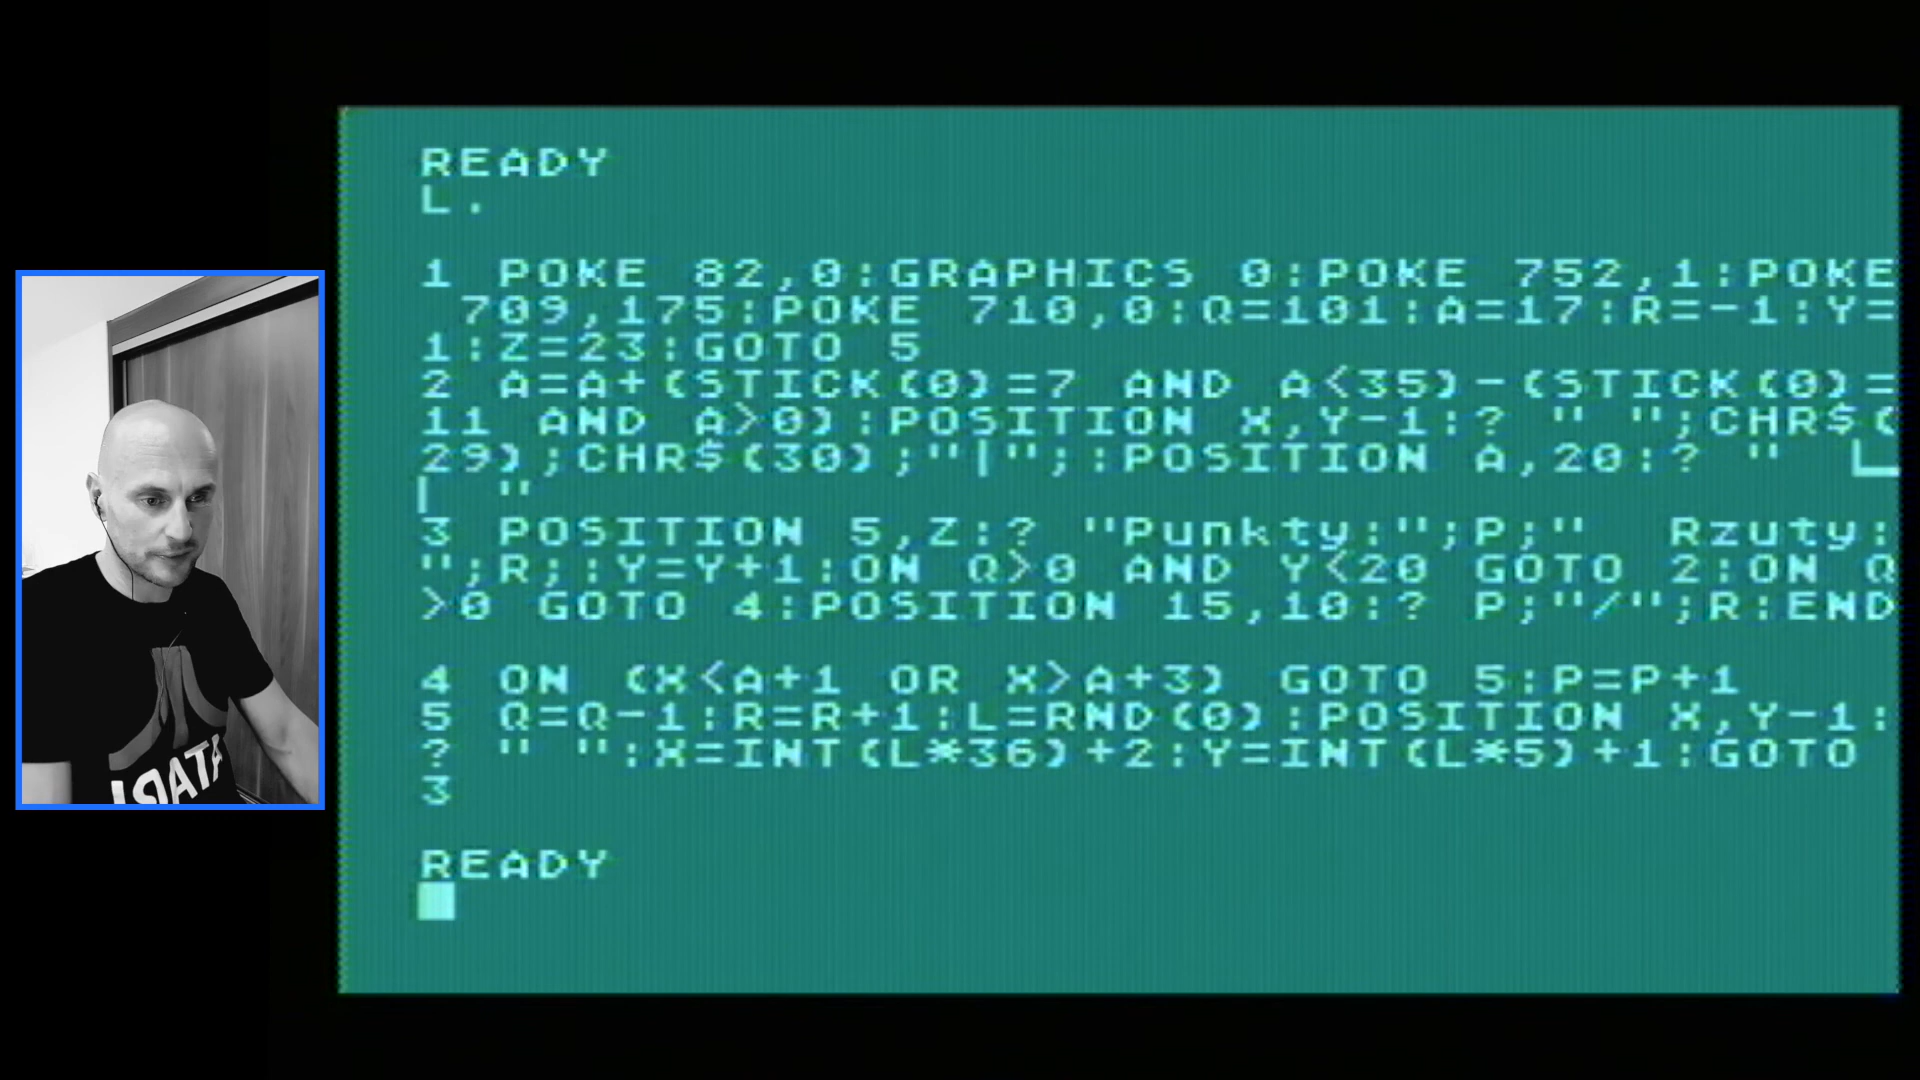 READY
L.
1 POKE 82,0:GRAPHICS 0:POKE 752,1:POKE
709,175:POKE 710,0:Q=101:A=17:R=-1:Y=
1:Z=23:GOTO 5
2 A=A+(STICK(0)=7 AND A<35)-(STICK(0)=
11 AND A>0):POSITION X,Y-1:? " ";CHR$(
29);CHR$(30);"|";:POSITION A,20:? " └
│ "
3 POSITION 5,Z:? "Punkty:";P;"  Rzuty:
";R;:Y=Y+1:ON Q>0 AND Y<20 GOTO 2:ON Q
>0 GOTO 4:POSITION 15,10:? P;"/";R:END
4 ON (X<A+1 OR X>A+3) GOTO 5:P=P+1
5 Q=Q-1:R=R+1:L=RND(0):POSITION X,Y-1:
? " ":X=INT(L*36)+2:Y=INT(L*5)+1:GOTO
3
READY
ATARI